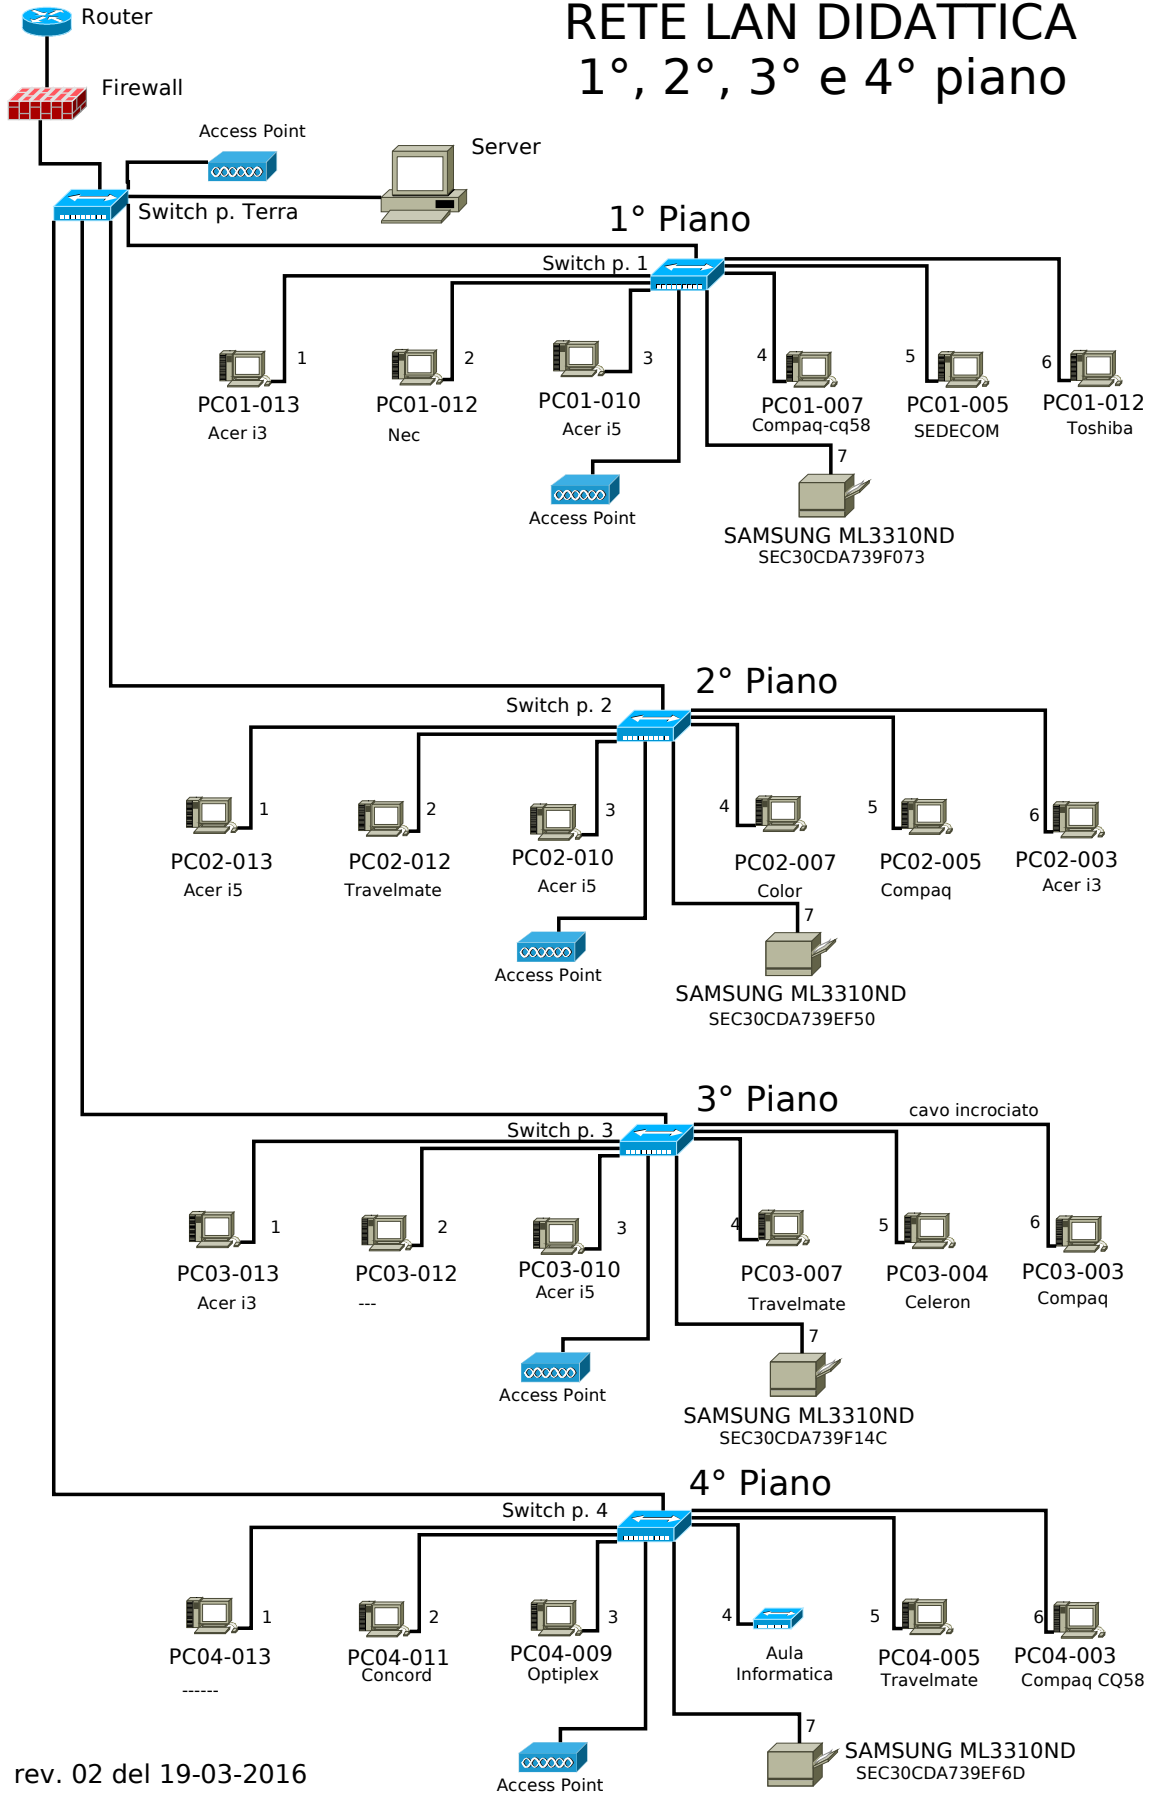 Router
RETE LAN DIDATTICA
1°, 2°, 3° e 4° piano
Firewall
Access Point
Server
Switch p. Terra
1° Piano
Switch p. 1
1
2
3
4
5
6
PC01-013
Acer i3
PC01-012
Nec
PC01-010
Acer i5
PC01-007
Compaq-cq58
PC01-005
SEDECOM
PC01-012
Toshiba
7
Access Point
SAMSUNG ML3310ND
SEC30CDA739F073
2° Piano
Switch p. 2
1
2
3
4
5
6
PC02-013
Acer i5
PC02-012
Travelmate
PC02-010
Acer i5
PC02-007
Color
PC02-005
Compaq
PC02-003
Acer i3
7
Access Point
SAMSUNG ML3310ND
SEC30CDA739EF50
3° Piano
cavo incrociato
Switch p. 3
1
2
3
4
5
6
PC03-013
Acer i3
PC03-012
---
PC03-010
Acer i5
PC03-007
Travelmate
PC03-004
Celeron
PC03-003
Compaq
7
Access Point
SAMSUNG ML3310ND
SEC30CDA739F14C
4° Piano
Switch p. 4
1
2
3
4
5
6
PC04-013
------
PC04-011
Concord
PC04-009
Optiplex
Aula
Informatica
PC04-005
Travelmate
PC04-003
Compaq CQ58
7
Access Point
SAMSUNG ML3310ND
SEC30CDA739EF6D
rev. 02 del 19-03-2016